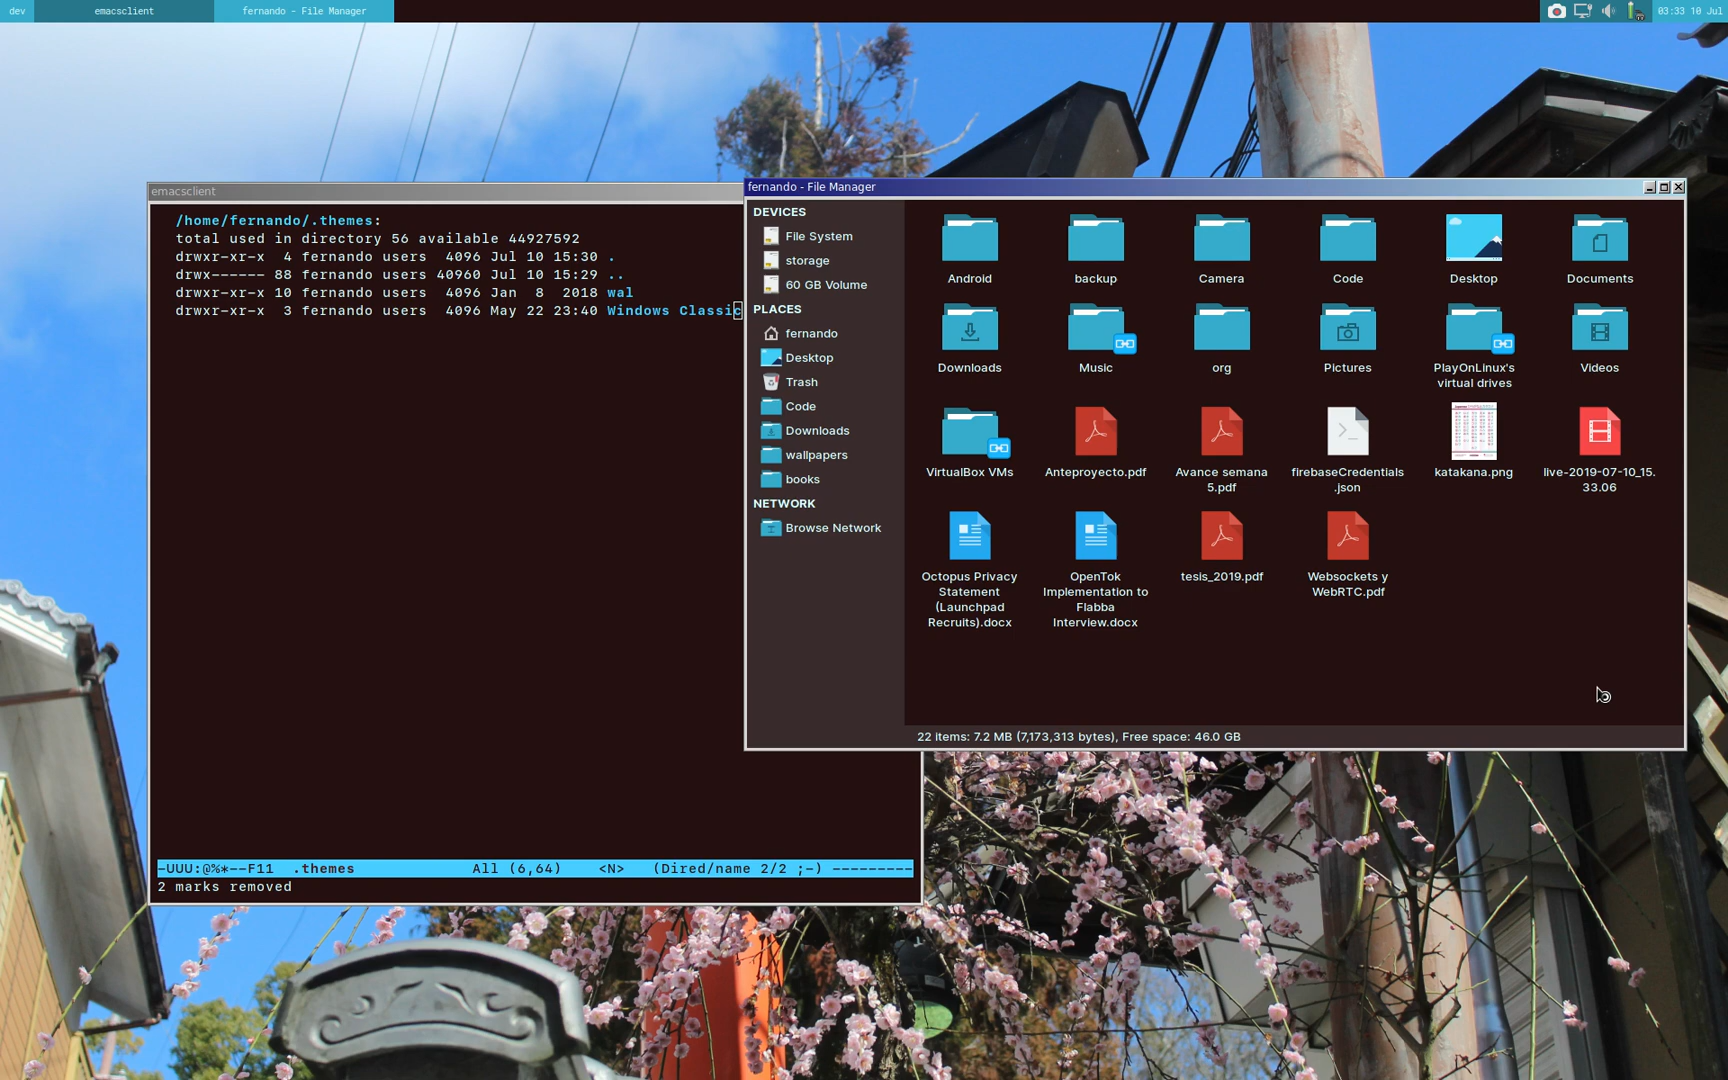 dev
emacsclient
fernando - File Manager
03:33 10 Jul
emacsclient
/home/fernando/.themes:
total used in directory 56 available 44927592
drwxr-xr-x  4 fernando users  4096 Jul 10 15:30 .
drwx------ 88 fernando users 40960 Jul 10 15:29 ..
drwxr-xr-x 10 fernando users  4096 Jan  8  2018 wal
drwxr-xr-x  3 fernando users  4096 May 22 23:40 Windows Classic
-UUU:@%*--F11  .themes             All (6,64)    <N>   (Dired/name 2/2 ;-) ---------
2 marks removed
fernando - File Manager
DEVICES
File System
storage
60 GB Volume
PLACES
fernando
Desktop
Trash
Code
Downloads
wallpapers
books
NETWORK
Browse Network
Android
backup
Camera
Code
Desktop
Documents
Downloads
Music
org
Pictures
PlayOnLinux's
virtual drives
Videos
VirtualBox VMs
Anteproyecto.pdf
Avance semana
5.pdf
firebaseCredentials
.json
katakana.png
live-2019-07-10_15.
33.06
Octopus Privacy
Statement
(Launchpad
Recruits).docx
OpenTok
Implementation to
Flabba
Interview.docx
tesis_2019.pdf
Websockets y
WebRTC.pdf
22 items: 7.2 MB (7,173,313 bytes), Free space: 46.0 GB